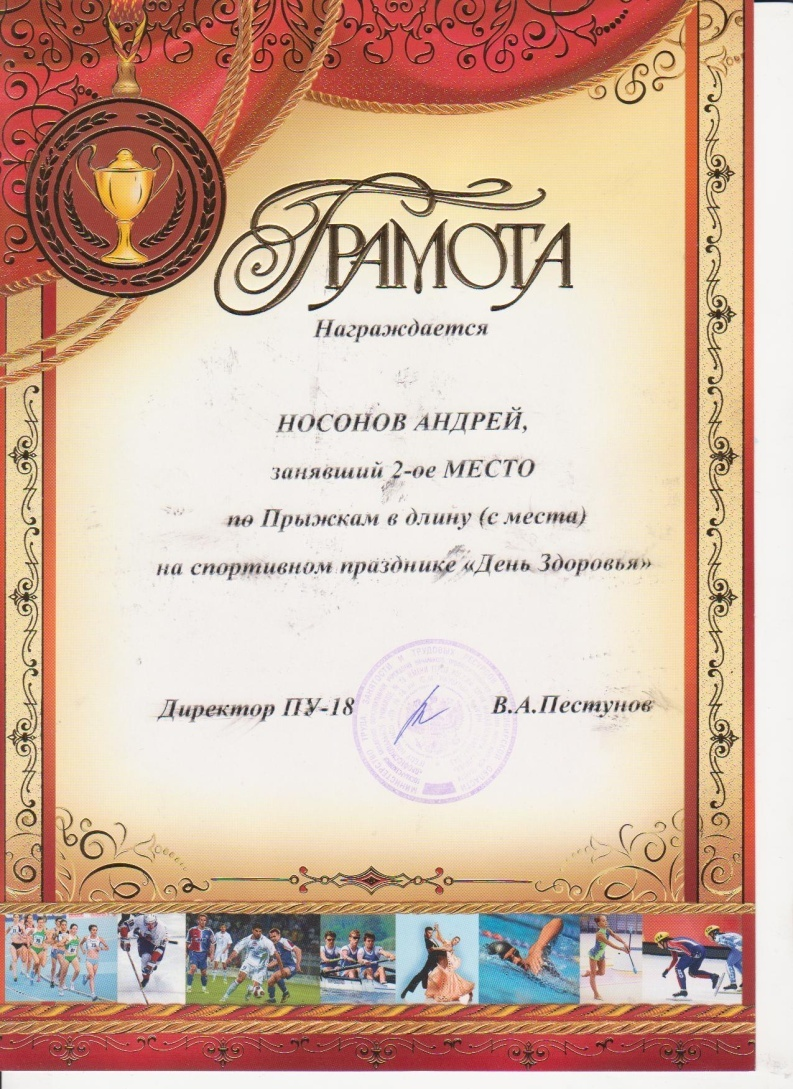 Грамота
Награждается
НОСОНОВ АНДРЕЙ,
занявший 2-ое МЕСТО
по Прыжкам в длину (с места)
на спортивном празднике «День Здоровья»
Директор ПУ-18
В.А.Пестунов